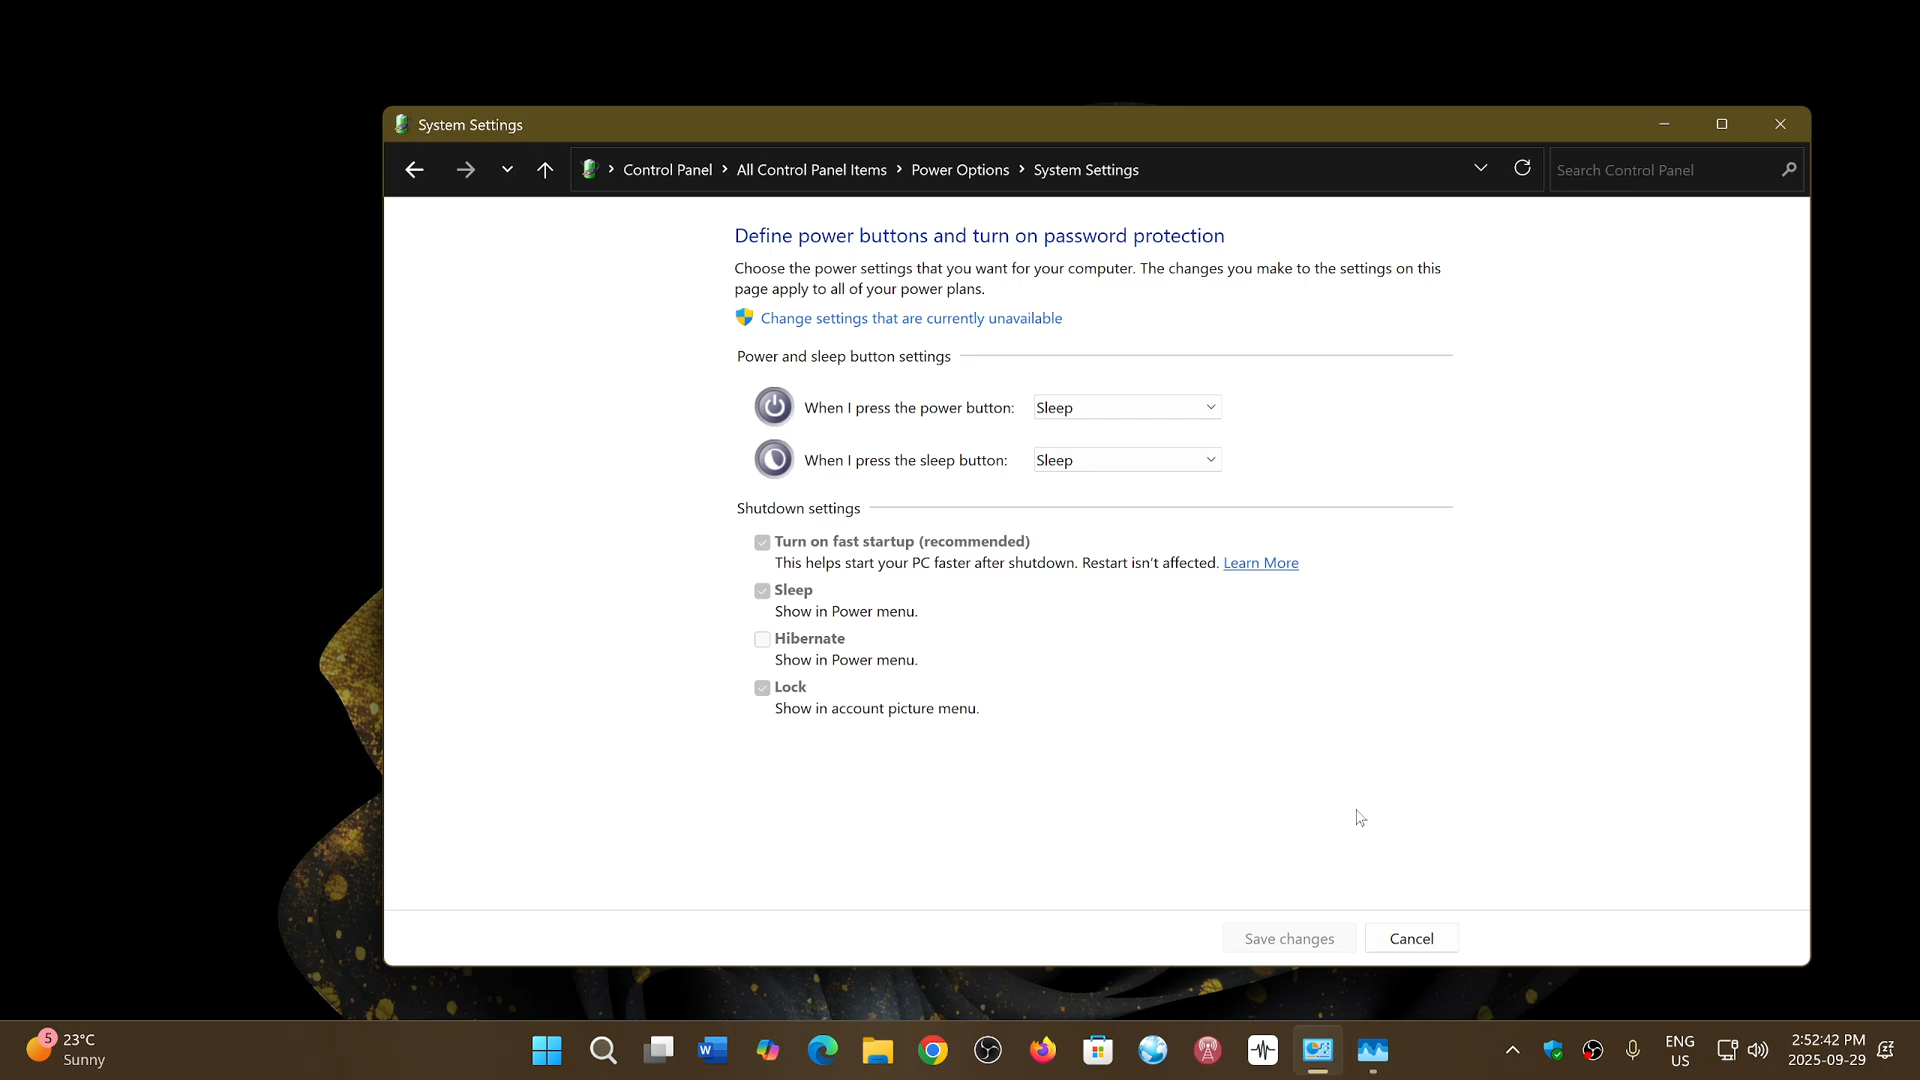 System Settings
Control Panel
All Control Panel Items
Power Options
System Settings
Search Control Panel
Define power buttons and turn on password protection
Choose the power settings that you want for your computer. The changes you make to the settings on this
page apply to all of your power plans.
Change settings that are currently unavailable
Power and sleep button settings
When I press the power button: Sleep
When I press the sleep button: Sleep
Shutdown settings
Turn on fast startup (recommended)
This helps start your PC faster after shutdown. Restart isn't affected. Learn More
Sleep
Show in Power menu.
Hibernate
Show in Power menu.
Lock
Show in account picture menu.
Save changes
Cancel
5
23°C
Sunny
W
ENG
US
2:52:42 PM
2025-09-29